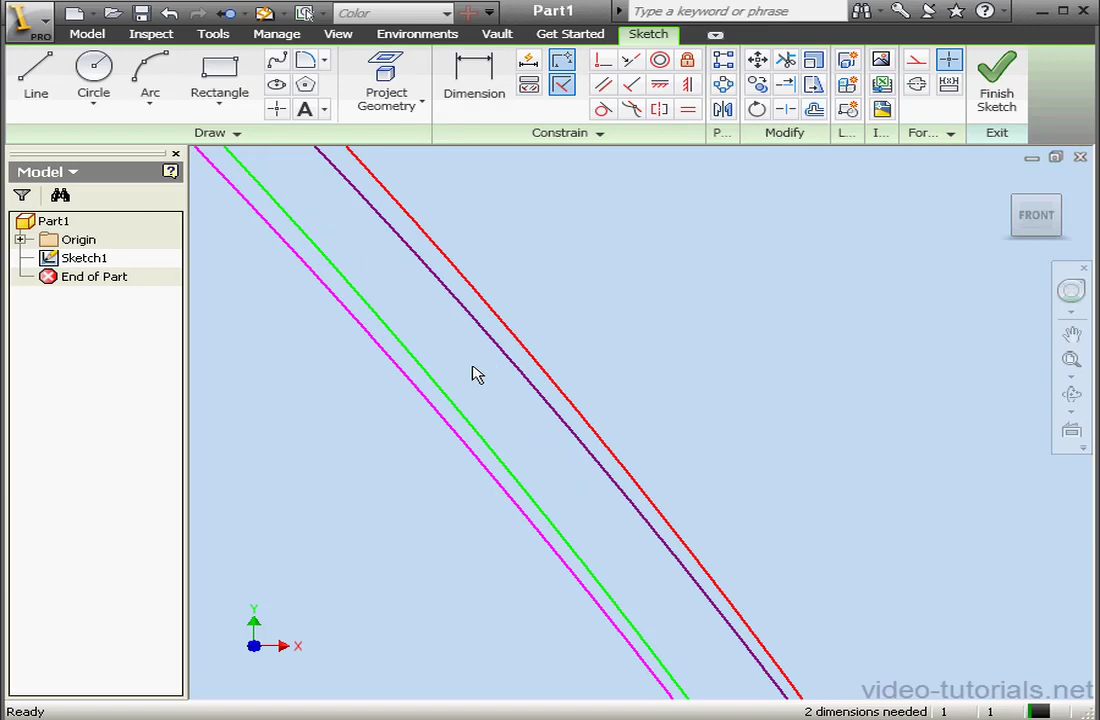 Color
Part1
Type a keyword or phrase
PRO
Model Inspect Tools Manage View Environments Vault Get Started Sketch
Line Circle Arc Rectangle Project Geometry Dimension Finish Sketch
A
Draw Constrain P... Modify L... I... For... Exit
Model
Part1
Origin
Sketch1
End of Part
FRONT
Y
X
video-tutorials.net
Ready 2 dimensions needed 1 1